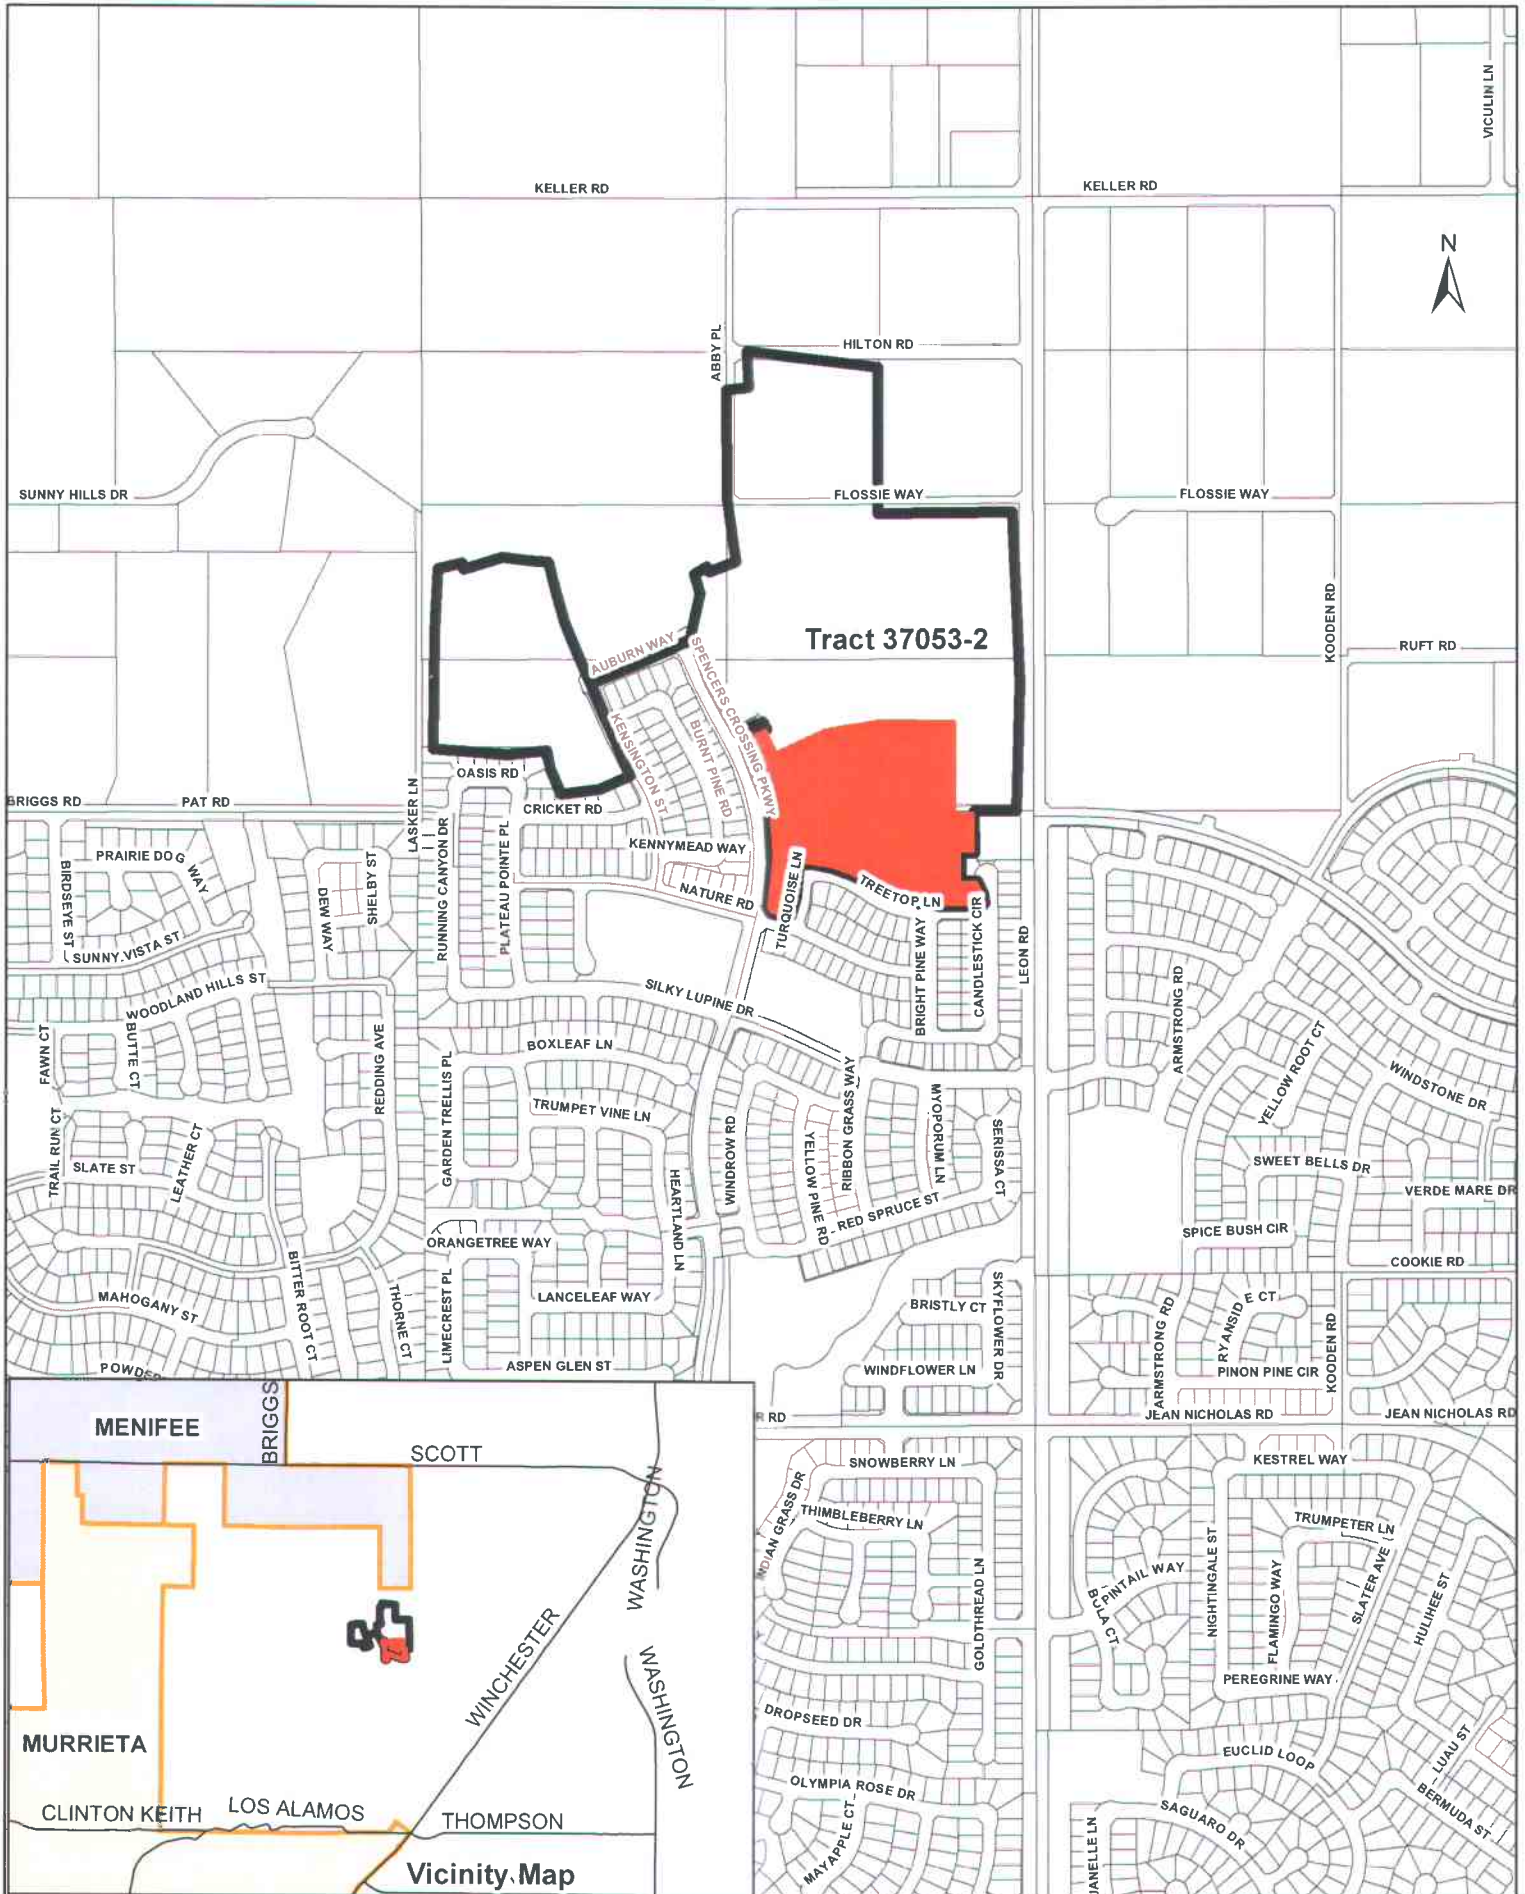 VICULIN LN
KELLER RD
KELLER RD
N
ABBY PL
HILTON RD
SUNNY HILLS DR
FLOSSIE WAY
FLOSSIE WAY
KOODEN RD
AUBURN WAY
SPENCERS CROSSING PKWY
Tract 37053-2
RUFT RD
KENSINGTON ST
BURNT PINE RD
OASIS RD
BRIGGS RD
PAT RD
LASKER LN
CRICKET RD
RUNNING CANYON DR
PLATEAU POINTE PL
KENNYMEAD WAY
PRAIRIE DOG WAY
BIRDSEYE ST
DEW WAY
SHELBY ST
NATURE RD
TURQUOISE LN
TREETOP LN
BRIGHT PINE WAY
CANDLESTICK CIR
LEON RD
SUNNY VISTA ST
WOODLAND HILLS ST
SILKY LUPINE DR
ARMSTRONG RD
FAWN CT
BUTTE CT
REDDING AVE
BOXLEAF LN
YELLOW ROOT CT
WINDSTONE DR
GARDEN TRELLIS PL
TRUMPET VINE LN
WINDROW RD
YELLOW PINE RD
RIBBON GRASS WAY
MYOPORUM LN
SERISSA CT
TRAIL RUN CT
SLATE ST
LEATHER CT
HEARTLAND LN
RED SPRUCE ST
SWEET BELLS DR
VERDE MARE DR
SPICE BUSH CIR
ORANGETREE WAY
COOKIE RD
MAHOGANY ST
BITTER ROOT CT
THORNE CT
LIMECREST PL
LANCELEAF WAY
BRISTLY CT
SKYFLOWER DR
ARMSTRONG RD
RYANSIDE CT
KOODEN RD
POWDER
ASPEN GLEN ST
WINDFLOWER LN
PINON PINE CIR
R RD
JEAN NICHOLAS RD
JEAN NICHOLAS RD
MENIFEE
BRIGGS
SCOTT
WASHINGTON
WASHINGTON
WINCHESTER
MURRIETA
CLINTON KEITH
LOS ALAMOS
THOMPSON
Vicinity Map
SNOWBERRY LN
KESTREL WAY
INDIAN GRASS DR
THIMBLEBERRY LN
TRUMPETER LN
GOLDTHREAD LN
PINTAIL WAY
BULA CT
NIGHTINGALE ST
FLAMINGO WAY
SLATER AVE
HULIHEE ST
PEREGRINE WAY
DROPSEED DR
EUCLID LOOP
LUAU ST
OLYMPIA ROSE DR
BERMUDA ST
MAYAPPLE CT
JANELLE LN
SAGUARO DR